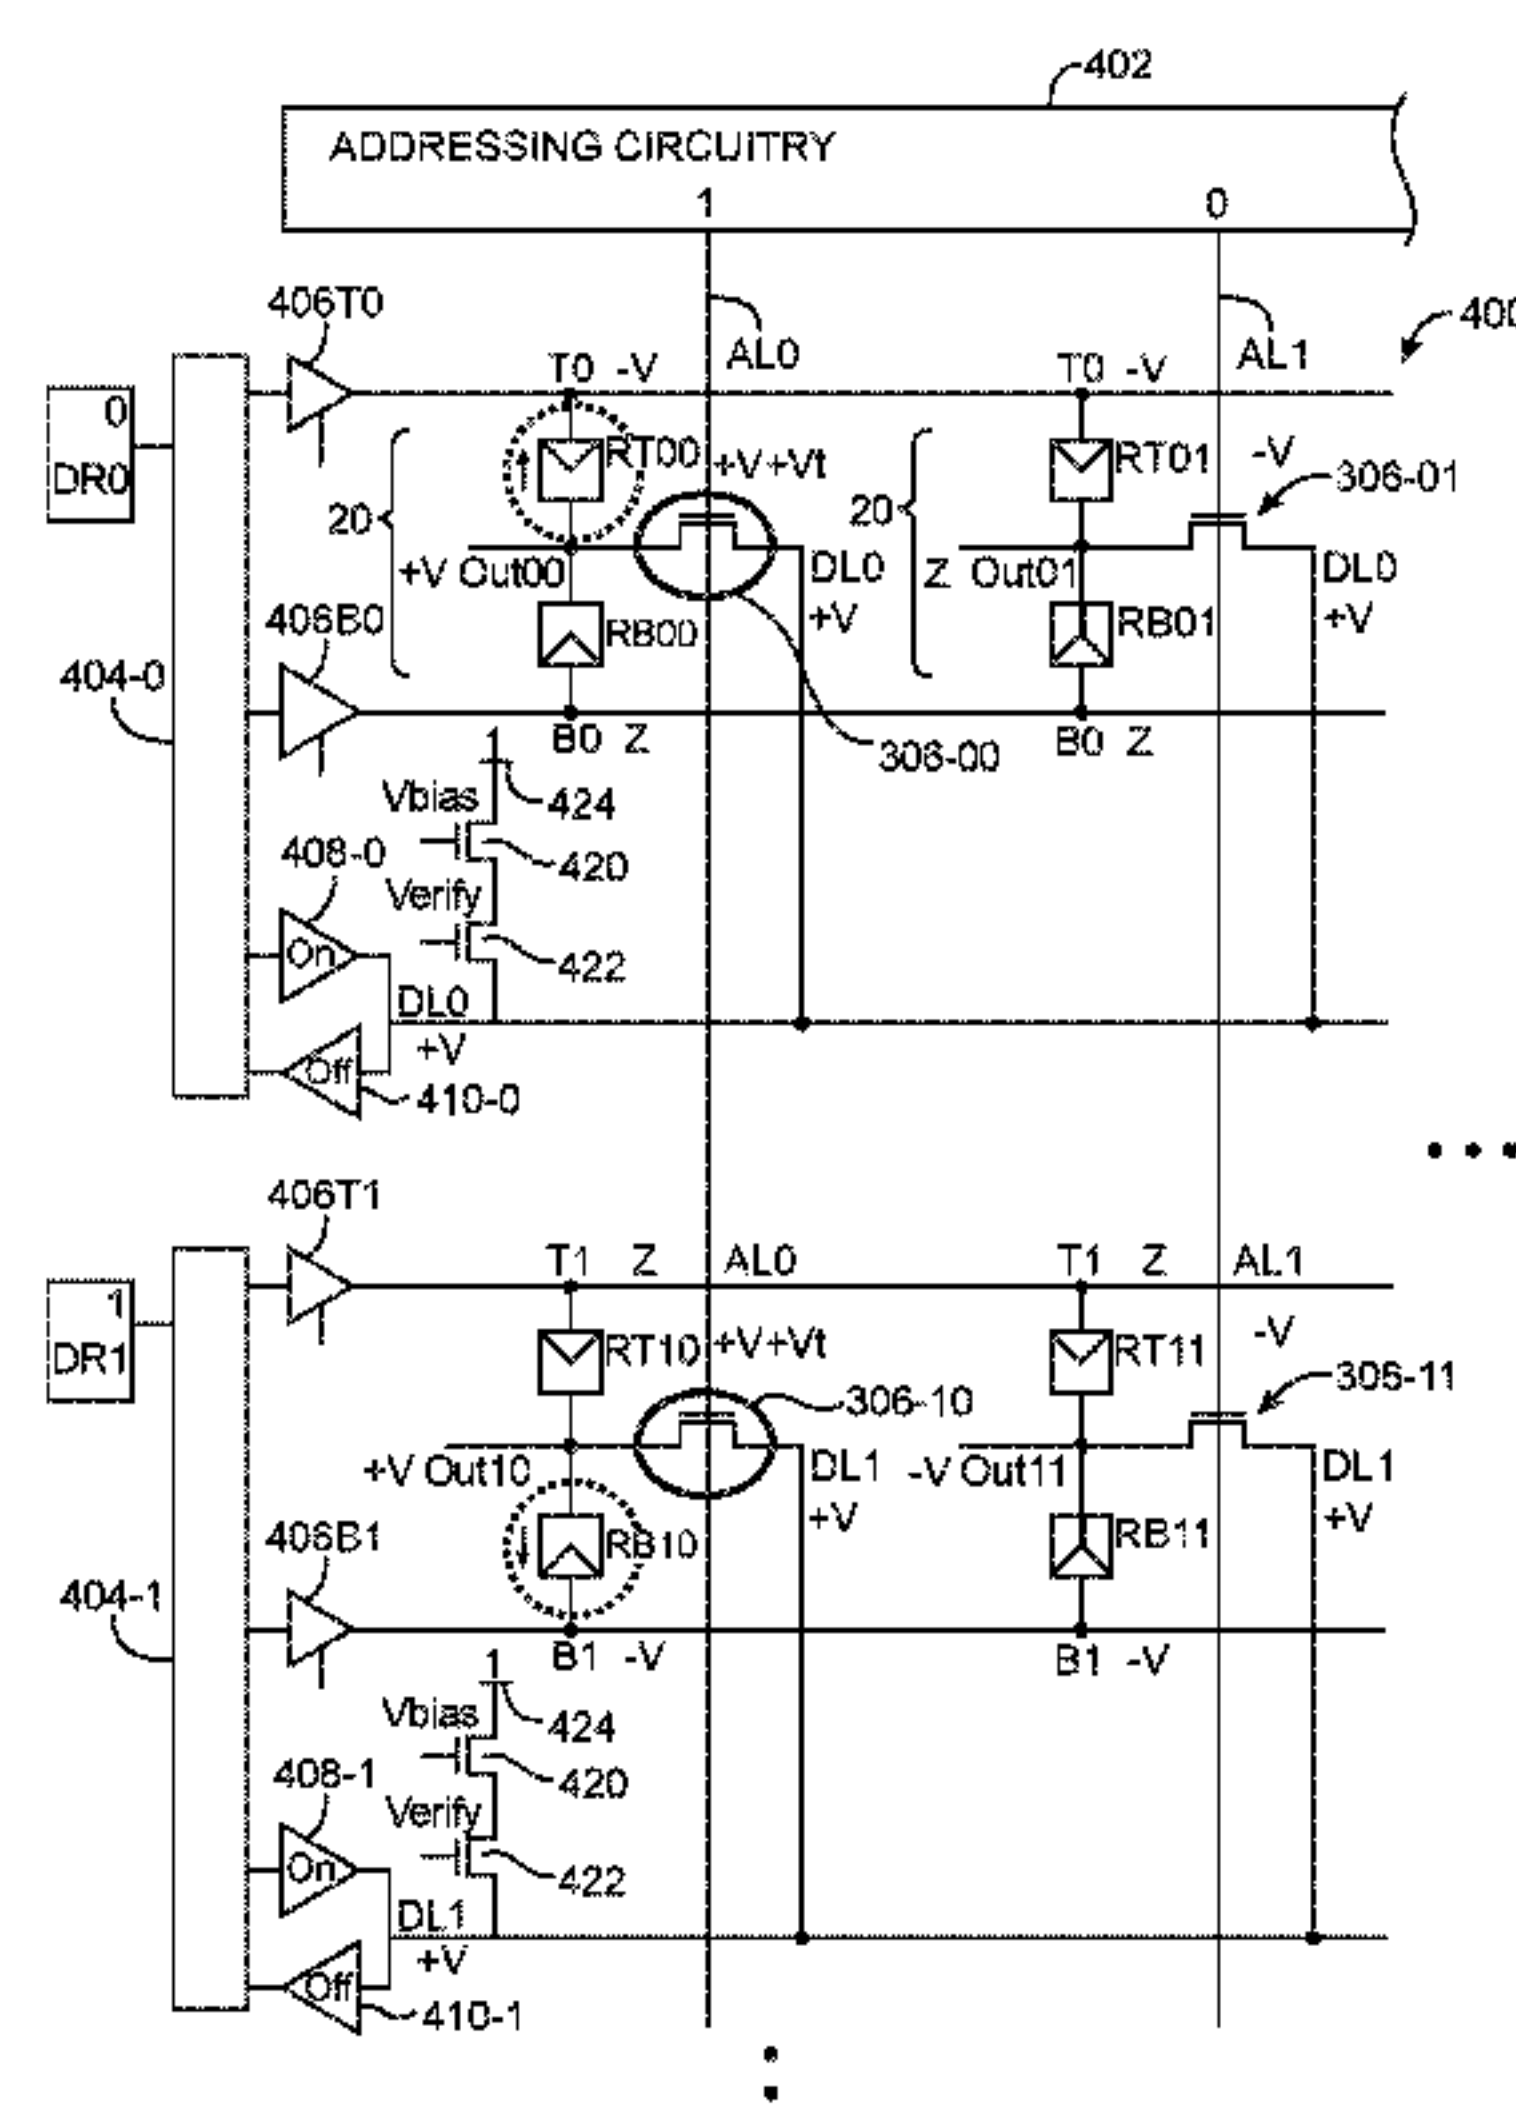 402
ADDRESSING CIRCUITRY
1 0
406T0
400
AL0 AL1
T0 -V T0 -V
0
DR0
RT00 +V+Vt RT01 -V
306-01
20 20
+V Out00 DL0 Z Out01 DL0
+V +V
406B0
RB00 RB01
404-0
B0 Z 306-00 B0 Z
1
Vbias 424
408-0 420
Verify
On 422
DL0
+V
Off 410-0
406T1
T1 Z AL0 T1 Z AL1
1
DR1
RT10 +V+Vt RT11 -V
306-10 306-11
+V Out10 DL1 -V Out11 DL1
+V +V
406B1 RB10 RB11
404-1
B1 -V B1 -V
1
Vbias 424
408-1 420
Verify
On 422
DL1
+V
Off 410-1